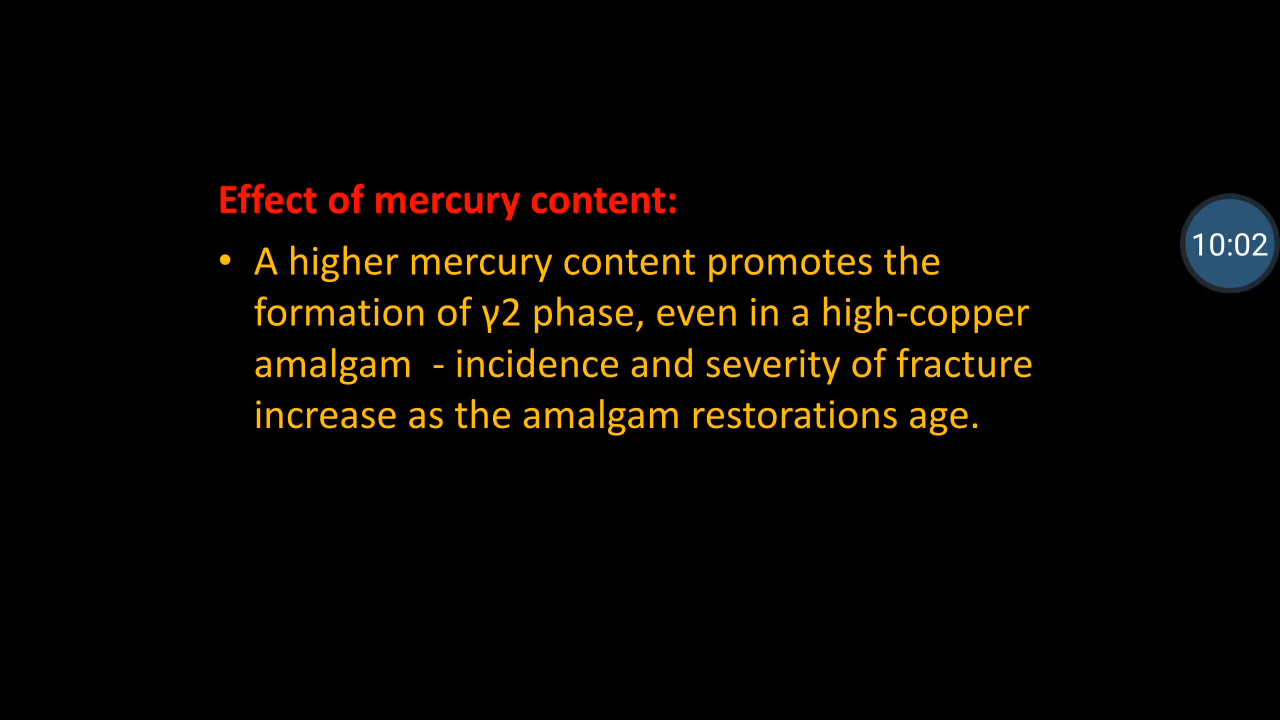 Effect of mercury content:
• A higher mercury content promotes the
formation of γ2 phase, even in a high-copper
amalgam  - incidence and severity of fracture
increase as the amalgam restorations age.
10:02